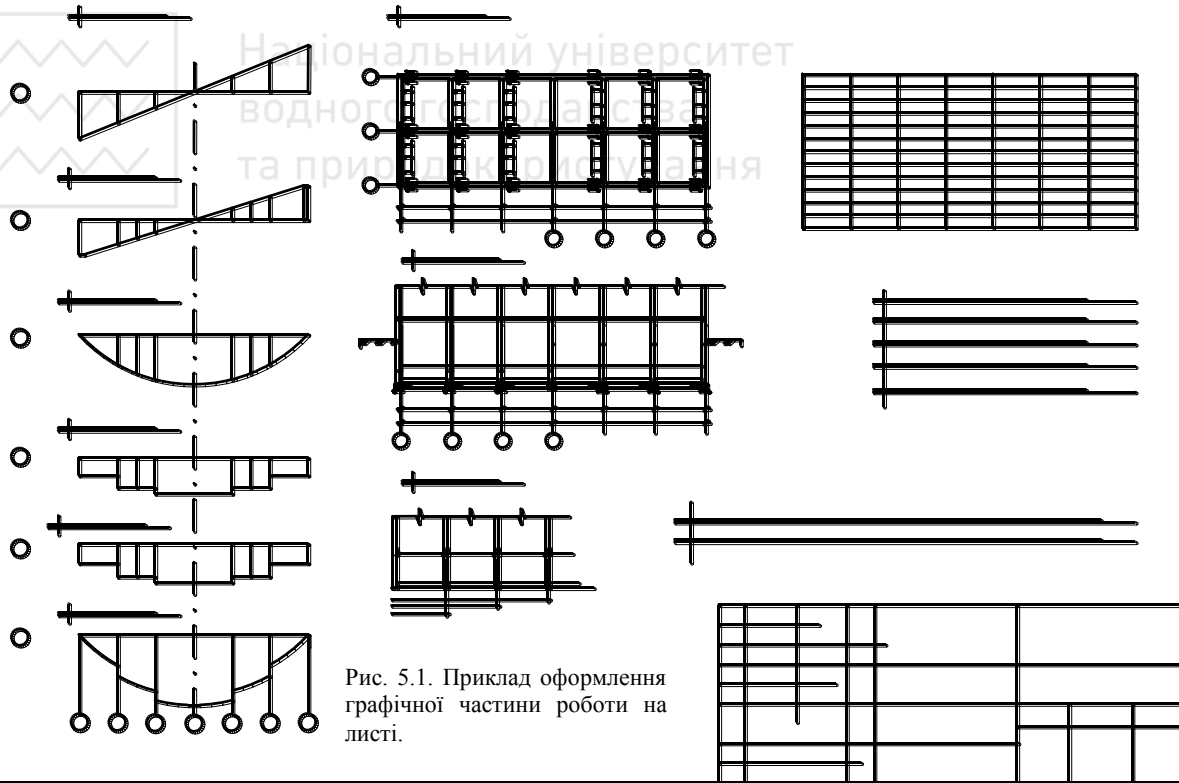 Національний університет
водного господарства
та природокористування
Рис. 5.1. Приклад оформлення
графічної частини роботи на
листі.